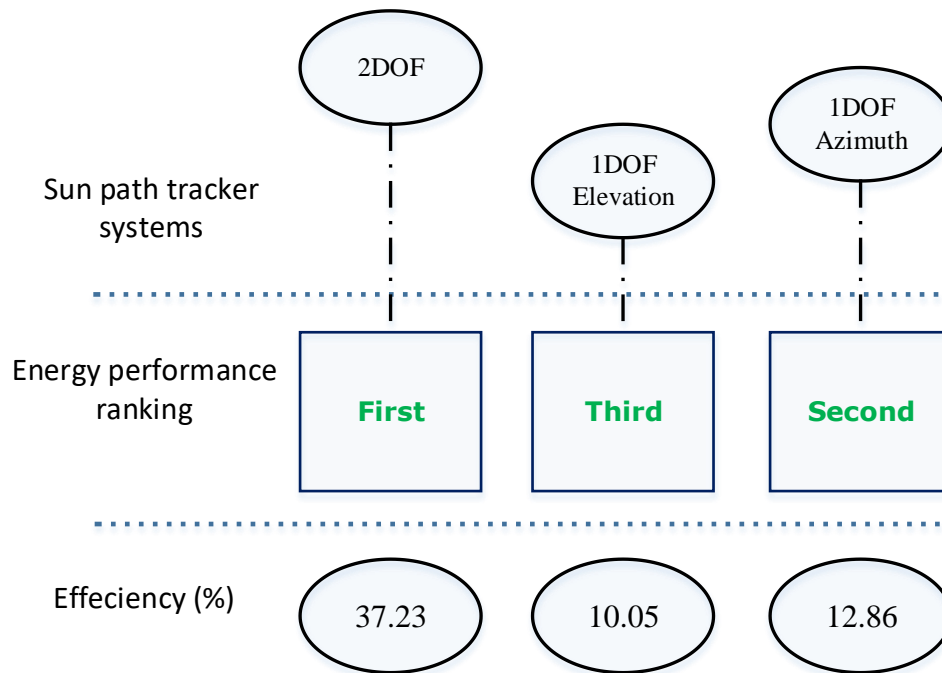 2DOF
1DOF
Elevation
1DOF
Azimuth
Sun path tracker
systems
Energy performance
ranking
First
Third
Second
Effeciency (%)
37.23
10.05
12.86